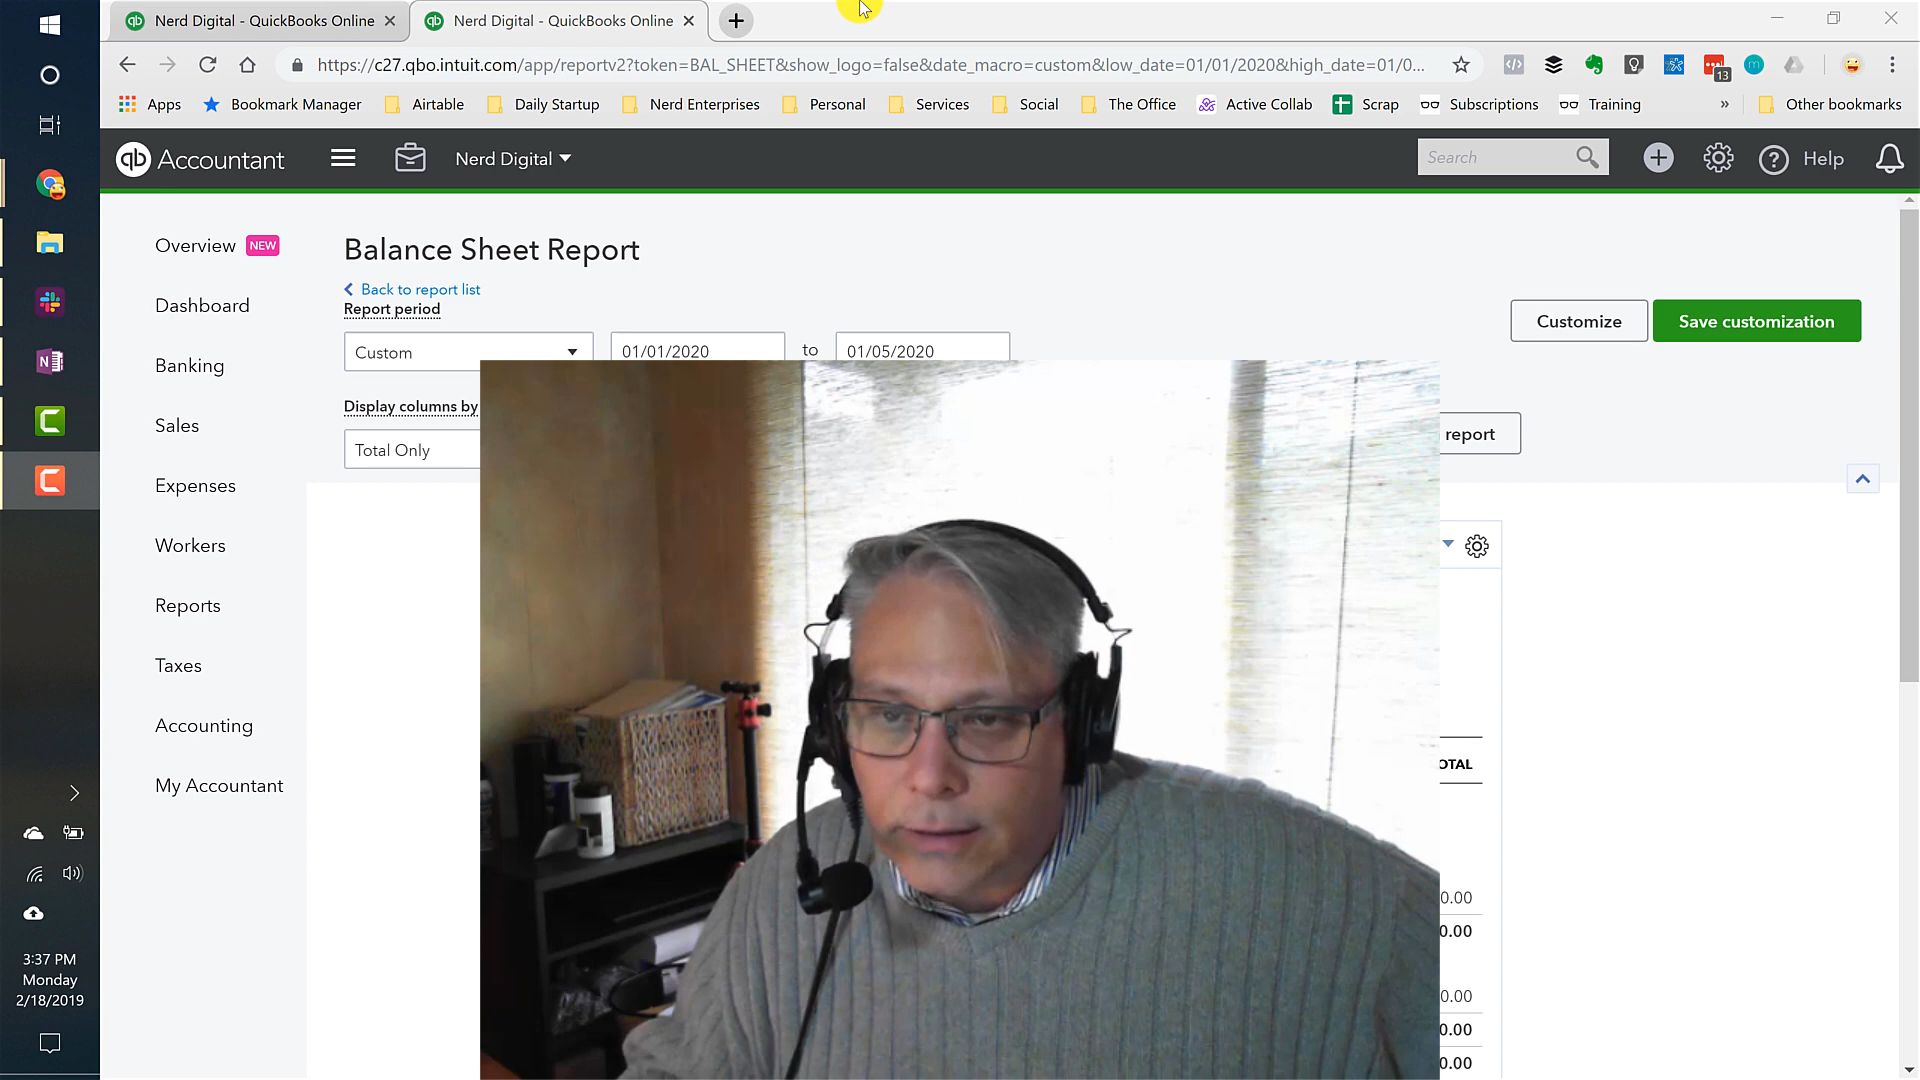 Nerd Digital - QuickBooks Online
Nerd Digital - QuickBooks Online
https://c27.qbo.intuit.com/app/reportv2?token=BAL_SHEET&show_logo=false&date_macro=custom&low_date=01/01/2020&high_date=01/0...
13
Apps Bookmark Manager Airtable Daily Startup Nerd Enterprises Personal Services Social The Office Active Collab Scrap Subscriptions Training » Other bookmarks
qb Accountant Nerd Digital Search Help
Overview NEW
Dashboard
Banking
Sales
Expenses
Workers
Reports
Taxes
Accounting
My Accountant
Balance Sheet Report
Back to report list
Report period
Custom 01/01/2020 to 01/05/2020
Customize Save customization
Display columns by
Total Only
report
OTAL
0.00
0.00
0.00
0.00
0.00
3:37 PM
Monday
2/18/2019